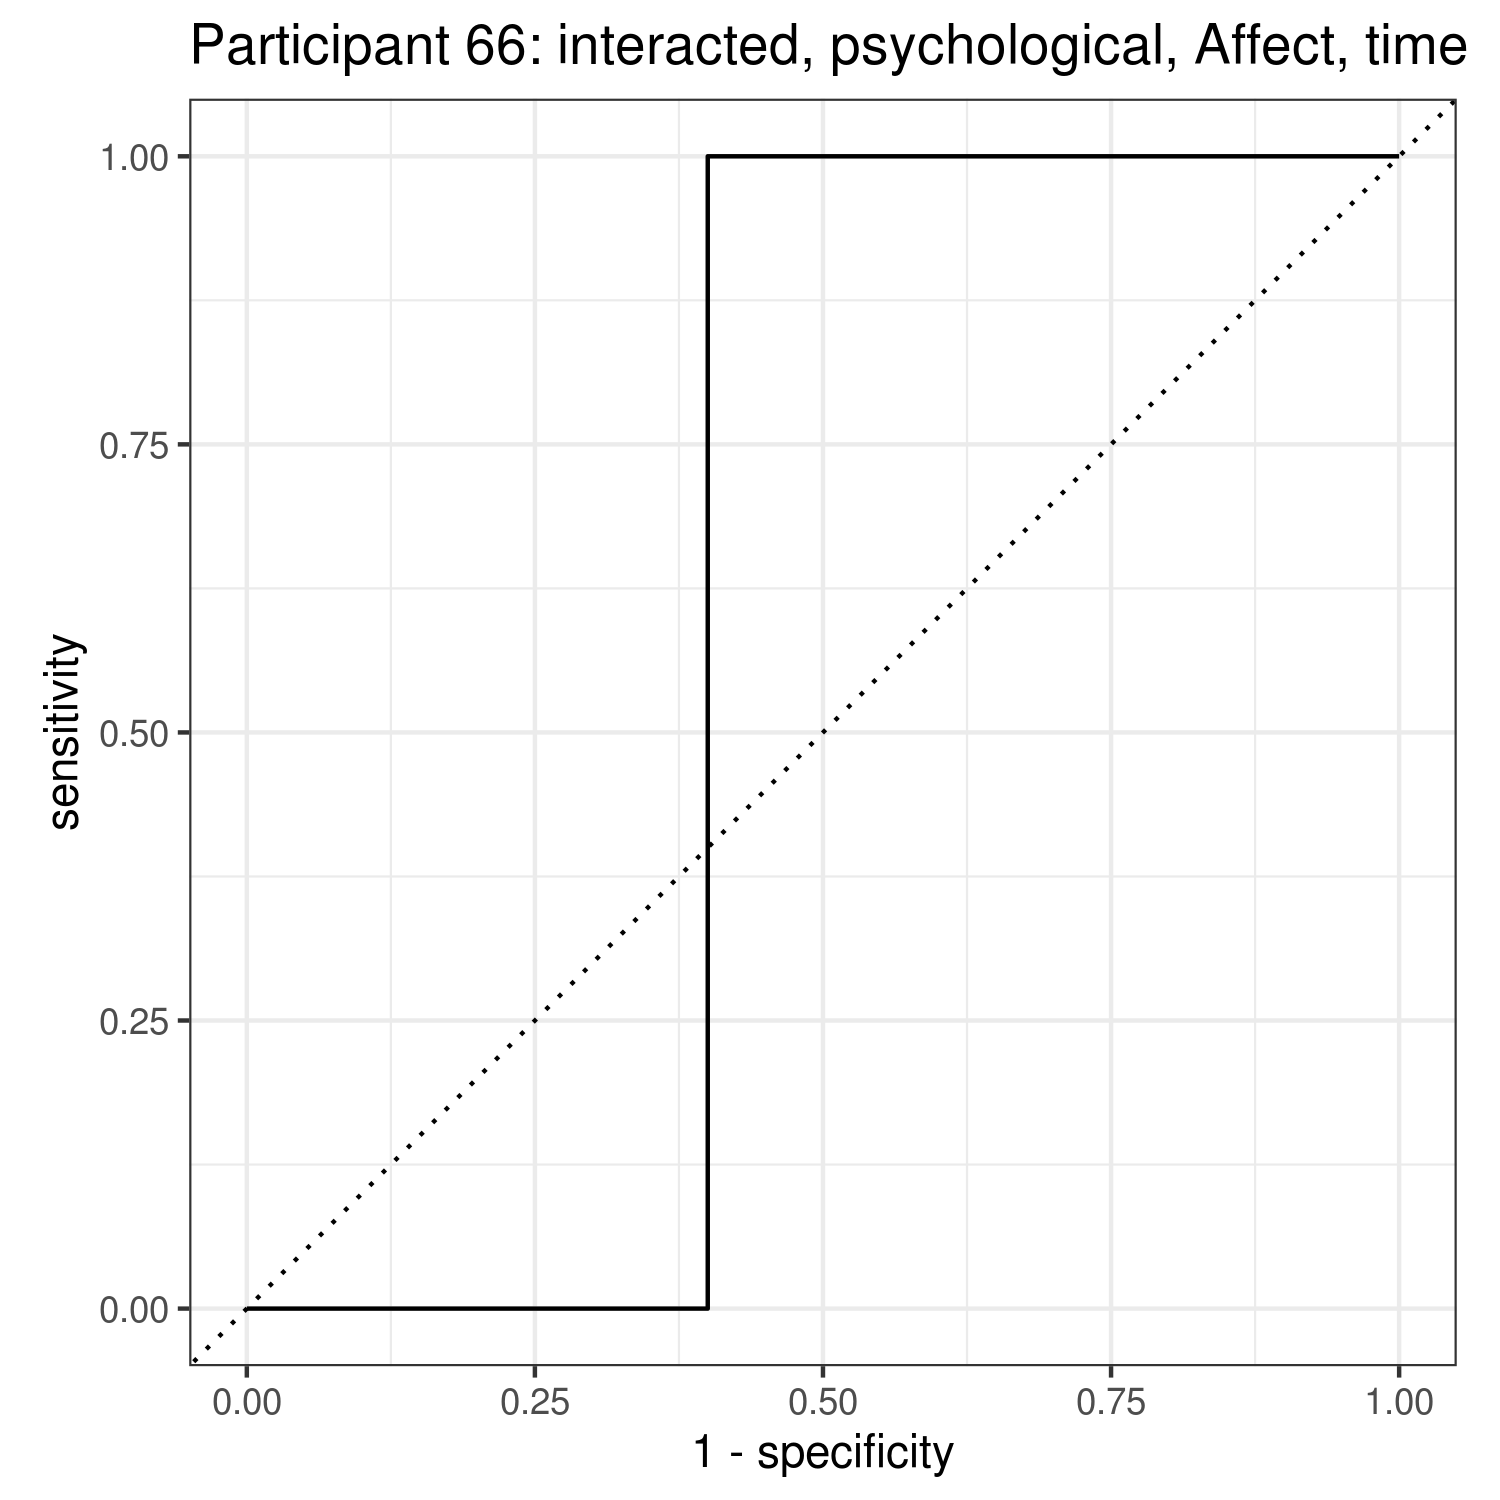 Participant 66: interacted, psychological, Affect, time
1.00
0.75
0.50
0.25
0.00
sensitivity
0.00 0.25 0.50 0.75 1.00
1 - specificity